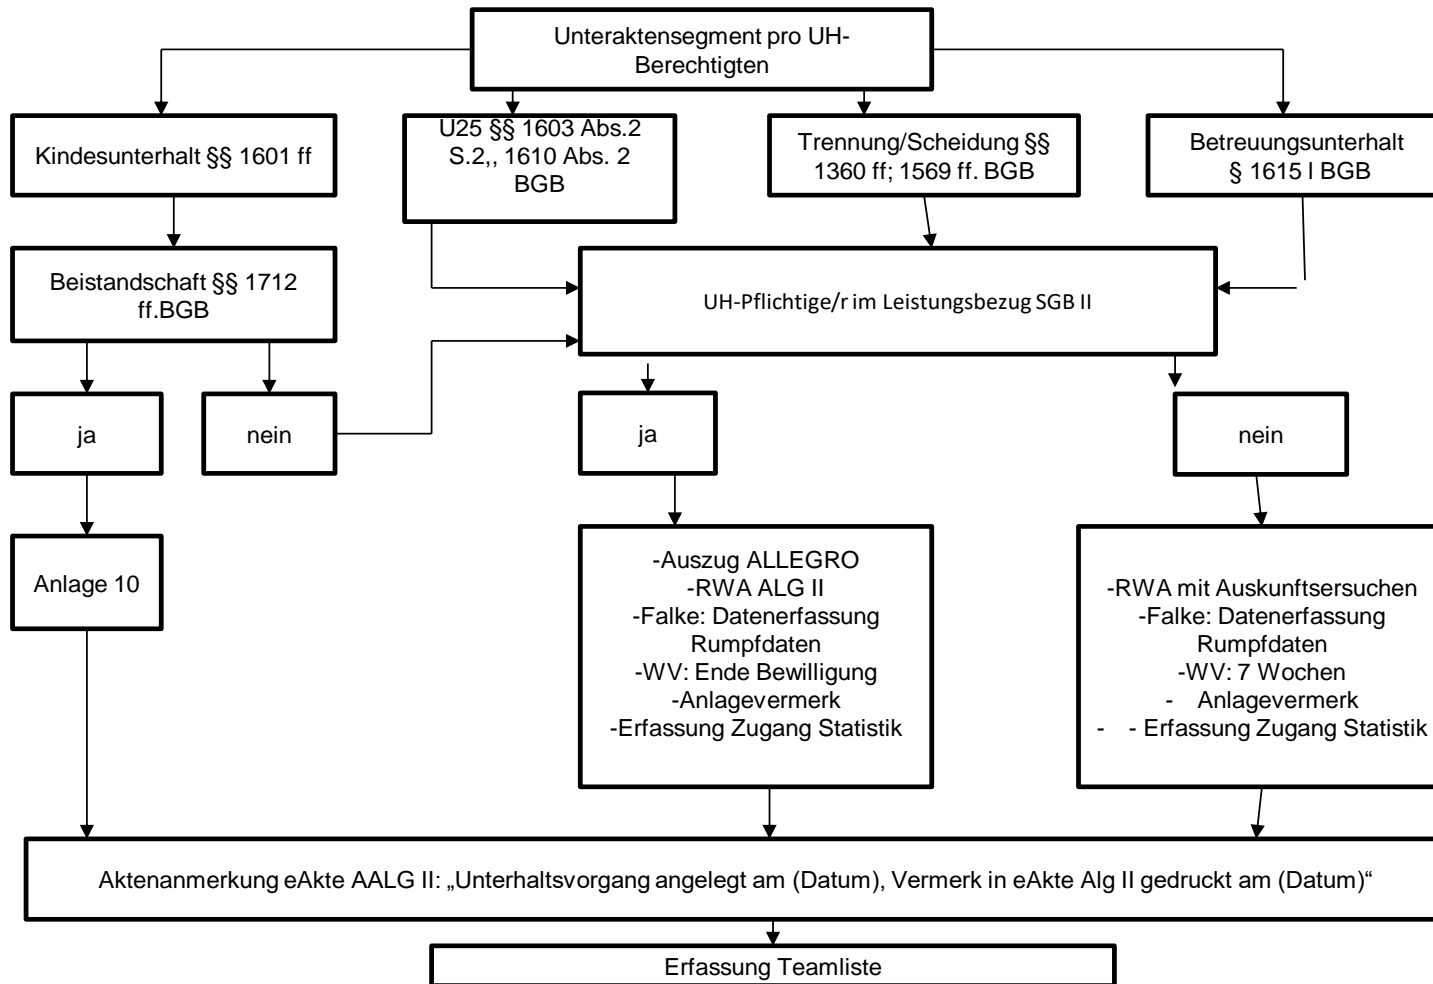 Unteraktensegment pro UH-
Berechtigten
Kindesunterhalt §§ 1601 ff
U25 §§ 1603 Abs.2
S.2,, 1610 Abs. 2
BGB
Trennung/Scheidung §§
1360 ff; 1569 ff. BGB
Betreuungsunterhalt
§ 1615 l BGB
Beistandschaft §§ 1712
ff.BGB
UH-Pflichtige/r im Leistungsbezug SGB II
ja
nein
ja
nein
Anlage 10
-Auszug ALLEGRO
-RWA ALG II
-Falke: Datenerfassung
Rumpfdaten
-WV: Ende Bewilligung
-Anlagevermerk
-Erfassung Zugang Statistik
-RWA mit Auskunftsersuchen
-Falke: Datenerfassung
Rumpfdaten
-WV: 7 Wochen
- Anlagevermerk
- - Erfassung Zugang Statistik
Aktenanmerkung eAkte AALG II: „Unterhaltsvorgang angelegt am (Datum), Vermerk in eAkte Alg II gedruckt am (Datum)“
Erfassung Teamliste